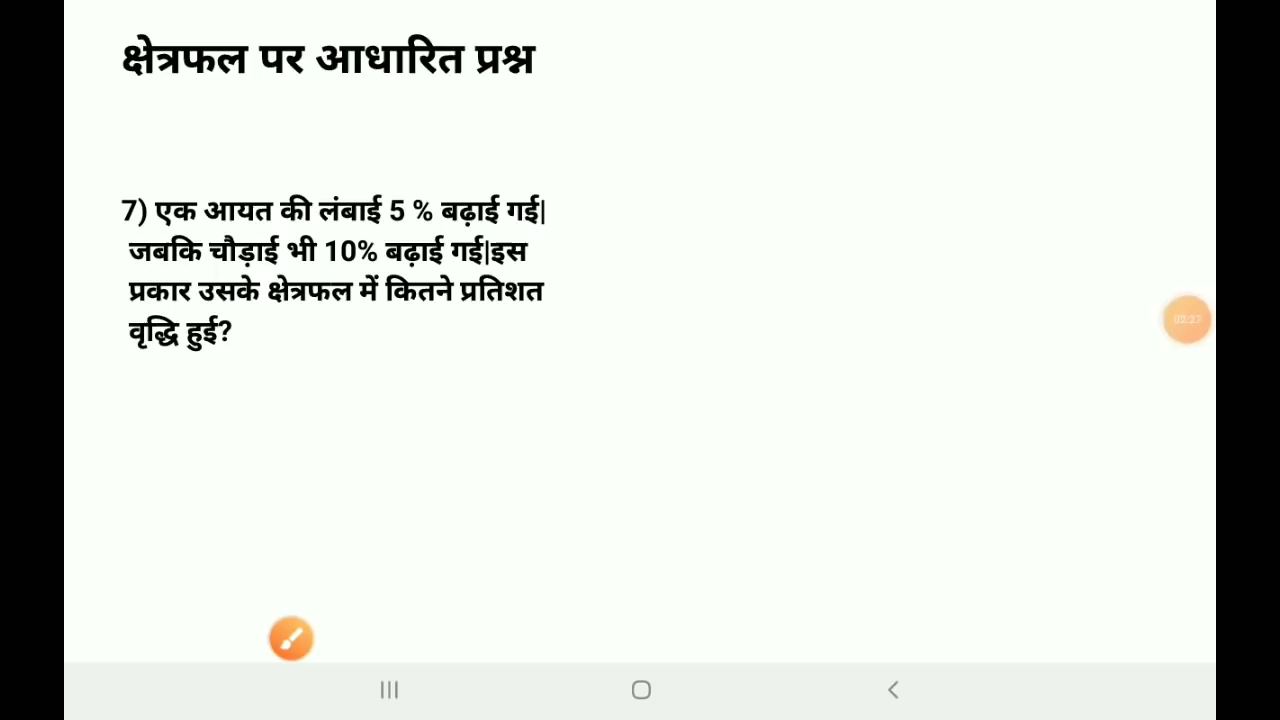 क्षेत्रफल पर आधारित प्रश्न
7) एक आयत की लंबाई 5 % बढ़ाई गई|
जबकि चौड़ाई भी 10% बढ़ाई गई|इस
प्रकार उसके क्षेत्रफल में कितने प्रतिशत
वृद्धि हुई?